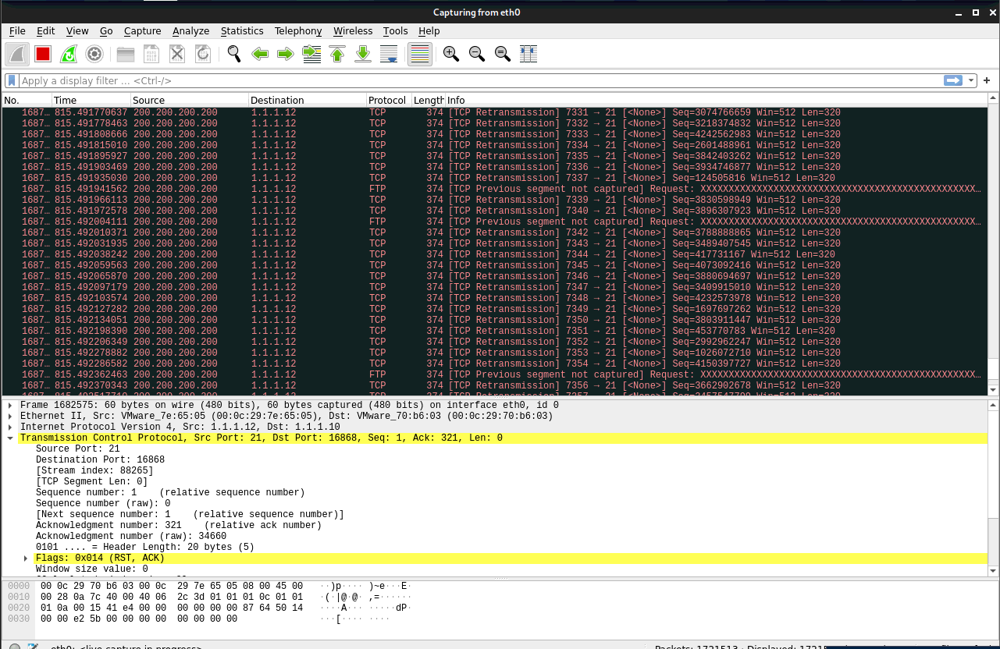 Capturing from eth0
File Edit View Go Capture Analyze Statistics Telephony Wireless Tools Help
Apply a display filter … <Ctrl-/>
No. Time Source Destination Protocol Length Info
1687… 815.491770637 200.200.200.200 1.1.1.12 TCP 374 [TCP Retransmission] 7331 → 21 [<None>] Seq=3074766659 Win=512 Len=320
1687… 815.491778463 200.200.200.200 1.1.1.12 TCP 374 [TCP Retransmission] 7332 → 21 [<None>] Seq=3218374832 Win=512 Len=320
1687… 815.491808666 200.200.200.200 1.1.1.12 TCP 374 [TCP Retransmission] 7333 → 21 [<None>] Seq=4242562983 Win=512 Len=320
1687… 815.491815010 200.200.200.200 1.1.1.12 TCP 374 [TCP Retransmission] 7334 → 21 [<None>] Seq=2601488961 Win=512 Len=320
1687… 815.491895927 200.200.200.200 1.1.1.12 TCP 374 [TCP Retransmission] 7335 → 21 [<None>] Seq=3842403262 Win=512 Len=320
1687… 815.491903469 200.200.200.200 1.1.1.12 TCP 374 [TCP Retransmission] 7336 → 21 [<None>] Seq=3934746877 Win=512 Len=320
1687… 815.491935030 200.200.200.200 1.1.1.12 TCP 374 [TCP Retransmission] 7337 → 21 [<None>] Seq=124505816 Win=512 Len=320
1687… 815.491941562 200.200.200.200 1.1.1.12 FTP 374 [TCP Previous segment not captured] Request: XXXXXXXXXXXXXXXXXXXXXXXXXXXXXXXXXXXXXXXXXXXXXXXXX…
1687… 815.491966113 200.200.200.200 1.1.1.12 TCP 374 [TCP Retransmission] 7339 → 21 [<None>] Seq=3830598949 Win=512 Len=320
1687… 815.491972578 200.200.200.200 1.1.1.12 TCP 374 [TCP Retransmission] 7340 → 21 [<None>] Seq=3896307923 Win=512 Len=320
1687… 815.492004111 200.200.200.200 1.1.1.12 FTP 374 [TCP Previous segment not captured] Request: XXXXXXXXXXXXXXXXXXXXXXXXXXXXXXXXXXXXXXXXXXXXXXXXX…
1687… 815.492010371 200.200.200.200 1.1.1.12 TCP 374 [TCP Retransmission] 7342 → 21 [<None>] Seq=3788888865 Win=512 Len=320
1687… 815.492031935 200.200.200.200 1.1.1.12 TCP 374 [TCP Retransmission] 7343 → 21 [<None>] Seq=3489407545 Win=512 Len=320
1687… 815.492038242 200.200.200.200 1.1.1.12 TCP 374 [TCP Retransmission] 7344 → 21 [<None>] Seq=417731167 Win=512 Len=320
1687… 815.492059563 200.200.200.200 1.1.1.12 TCP 374 [TCP Retransmission] 7345 → 21 [<None>] Seq=4073092416 Win=512 Len=320
1687… 815.492065870 200.200.200.200 1.1.1.12 TCP 374 [TCP Retransmission] 7346 → 21 [<None>] Seq=3880694697 Win=512 Len=320
1687… 815.492097179 200.200.200.200 1.1.1.12 TCP 374 [TCP Retransmission] 7347 → 21 [<None>] Seq=3409915010 Win=512 Len=320
1687… 815.492103574 200.200.200.200 1.1.1.12 TCP 374 [TCP Retransmission] 7348 → 21 [<None>] Seq=4232573978 Win=512 Len=320
1687… 815.492127282 200.200.200.200 1.1.1.12 TCP 374 [TCP Retransmission] 7349 → 21 [<None>] Seq=1697697262 Win=512 Len=320
1687… 815.492134051 200.200.200.200 1.1.1.12 TCP 374 [TCP Retransmission] 7350 → 21 [<None>] Seq=3803911447 Win=512 Len=320
1687… 815.492198390 200.200.200.200 1.1.1.12 TCP 374 [TCP Retransmission] 7351 → 21 [<None>] Seq=453770783 Win=512 Len=320
1687… 815.492206349 200.200.200.200 1.1.1.12 TCP 374 [TCP Retransmission] 7352 → 21 [<None>] Seq=2992962247 Win=512 Len=320
1687… 815.492278882 200.200.200.200 1.1.1.12 TCP 374 [TCP Retransmission] 7353 → 21 [<None>] Seq=1026072710 Win=512 Len=320
1687… 815.492286582 200.200.200.200 1.1.1.12 TCP 374 [TCP Retransmission] 7354 → 21 [<None>] Seq=4150397727 Win=512 Len=320
1687… 815.492362463 200.200.200.200 1.1.1.12 FTP 374 [TCP Previous segment not captured] Request: XXXXXXXXXXXXXXXXXXXXXXXXXXXXXXXXXXXXXXXXXXXXXXXXX…
1687… 815.492370343 200.200.200.200 1.1.1.12 TCP 374 [TCP Retransmission] 7356 → 21 [<None>] Seq=3662902678 Win=512 Len=320
Frame 1682575: 60 bytes on wire (480 bits), 60 bytes captured (480 bits) on interface eth0, id 0
Ethernet II, Src: VMware_7e:65:05 (00:0c:29:7e:65:05), Dst: VMware_70:b6:03 (00:0c:29:70:b6:03)
Internet Protocol Version 4, Src: 1.1.1.12, Dst: 1.1.1.10
Transmission Control Protocol, Src Port: 21, Dst Port: 16868, Seq: 1, Ack: 321, Len: 0
Source Port: 21
Destination Port: 16868
[Stream index: 88265]
[TCP Segment Len: 0]
Sequence number: 1 (relative sequence number)
Sequence number (raw): 0
[Next sequence number: 1 (relative sequence number)]
Acknowledgment number: 321 (relative ack number)
Acknowledgment number (raw): 34660
0101 .... = Header Length: 20 bytes (5)
Flags: 0x014 (RST, ACK)
Window size value: 0
0000 00 0c 29 70 b6 03 00 0c 29 7e 65 05 08 00 45 00 ··)p···· )~e···E·
0010 00 28 0a 7c 40 00 40 06 2c 3d 01 01 01 0c 01 01 ·(·|@·@· ,=······
0020 01 0a 00 15 41 e4 00 00 00 00 00 00 87 64 50 14 ····A··· ·····dP·
0030 00 00 e2 5b 00 00 00 00 00 00 00 00 ···[···· ····
eth0: <live capture in progress>